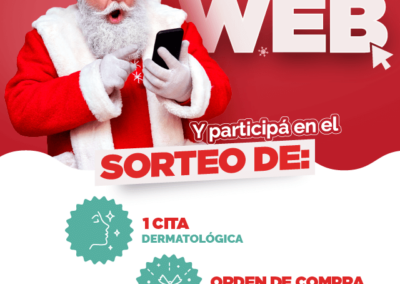 WEB
Y participá en el
SORTEO DE:
1 CITA
DERMATOLÓGICA
ORDEN DE COMPRA